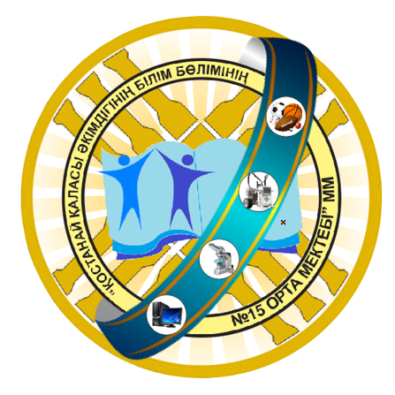 "ҚОСТАНАЙ ҚАЛАСЫ ӘКІМДІГІНІҢ БІЛІМ БӨЛІМІНІҢ
№15 ОРТА МЕКТЕБІ" ММ